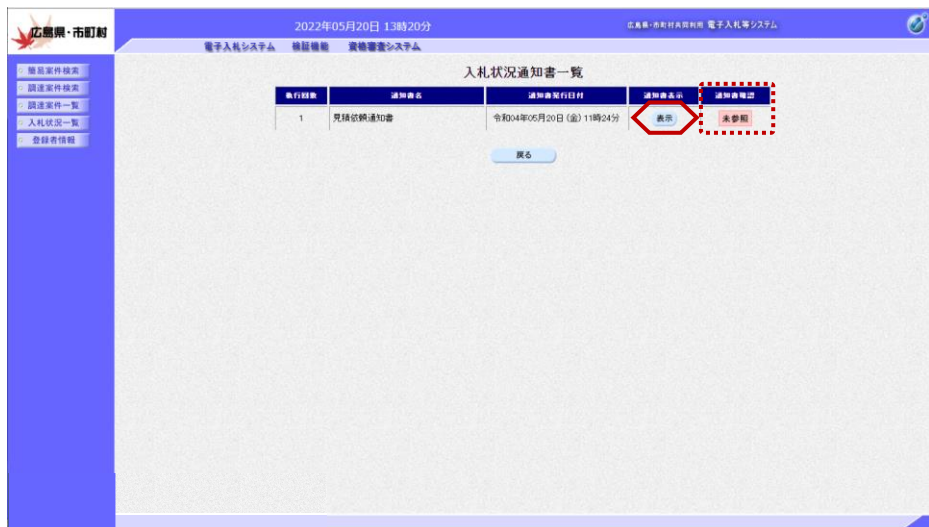 広島県・市町村
2022年05月20日 13時20分
広島県・市町村共同利用 電子入札等システム
電子入札システム 検証機能 資格審査システム
簡易案件検索
調達案件検索
調達案件一覧
入札状況一覧
登録者情報
入札状況通知書一覧
執行回数 通知書名 通知書発行日付 通知書表示 通知書確認
1 見積依頼通知書 令和04年05月20日 (金) 11時24分 表示 未参照
戻る